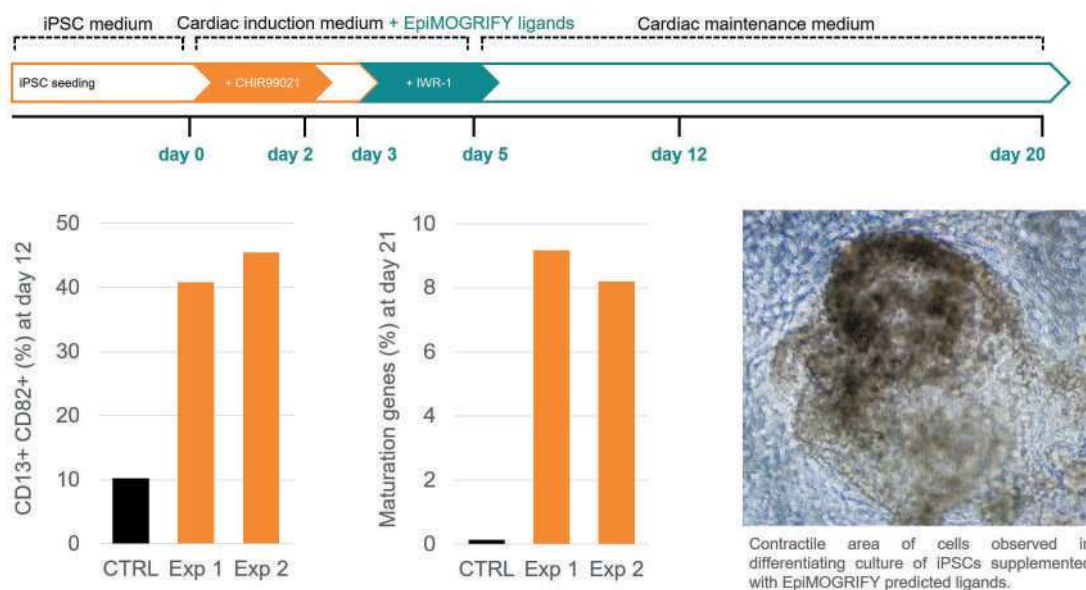 iPSC medium
Cardiac induction medium + EpiMOGRIFY ligands
Cardiac maintenance medium
iPSC seeding
+ CHIR99021
+ IWR-1
day 0
day 2
day 3
day 5
day 12
day 20
CD13+ CD82+ (%) at day 12
50
40
30
20
10
0
CTRL Exp 1 Exp 2
Maturation genes (%) at day 21
10
8
6
4
2
0
CTRL Exp 1 Exp 2
Contractile area of cells observed in
differentiating culture of iPSCs supplemented
with EpiMOGRIFY predicted ligands.